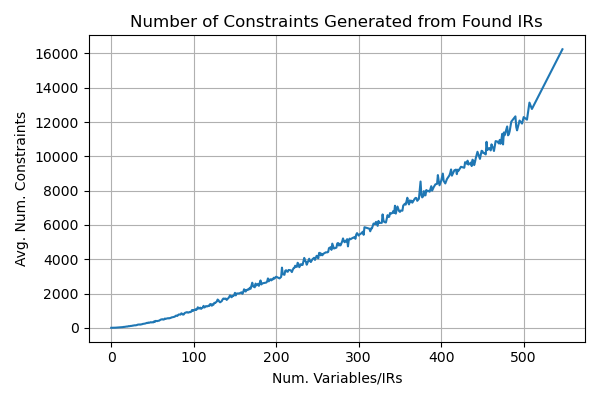 Number of Constraints Generated from Found IRs
Avg. Num. Constraints
16000
14000
12000
10000
8000
6000
4000
2000
0
0 100 200 300 400 500
Num. Variables/IRs